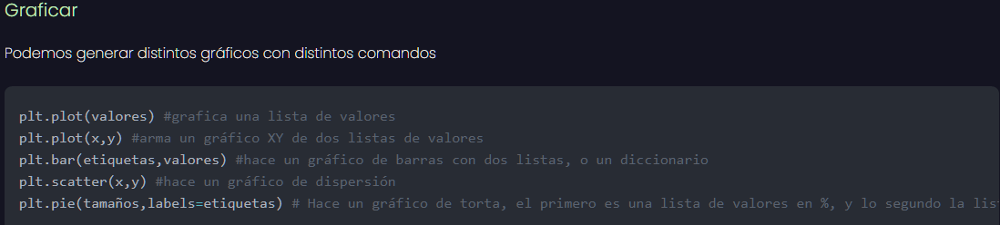 Graficar
Podemos generar distintos gráficos con distintos comandos
plt.plot(valores) #grafica una lista de valores
plt.plot(x,y) #arma un gráfico XY de dos listas de valores
plt.bar(etiquetas,valores) #hace un gráfico de barras con dos listas, o un diccionario
plt.scatter(x,y) #hace un gráfico de dispersión
plt.pie(tamaños,labels=etiquetas) # Hace un gráfico de torta, el primero es una lista de valores en %, y lo segundo la lis